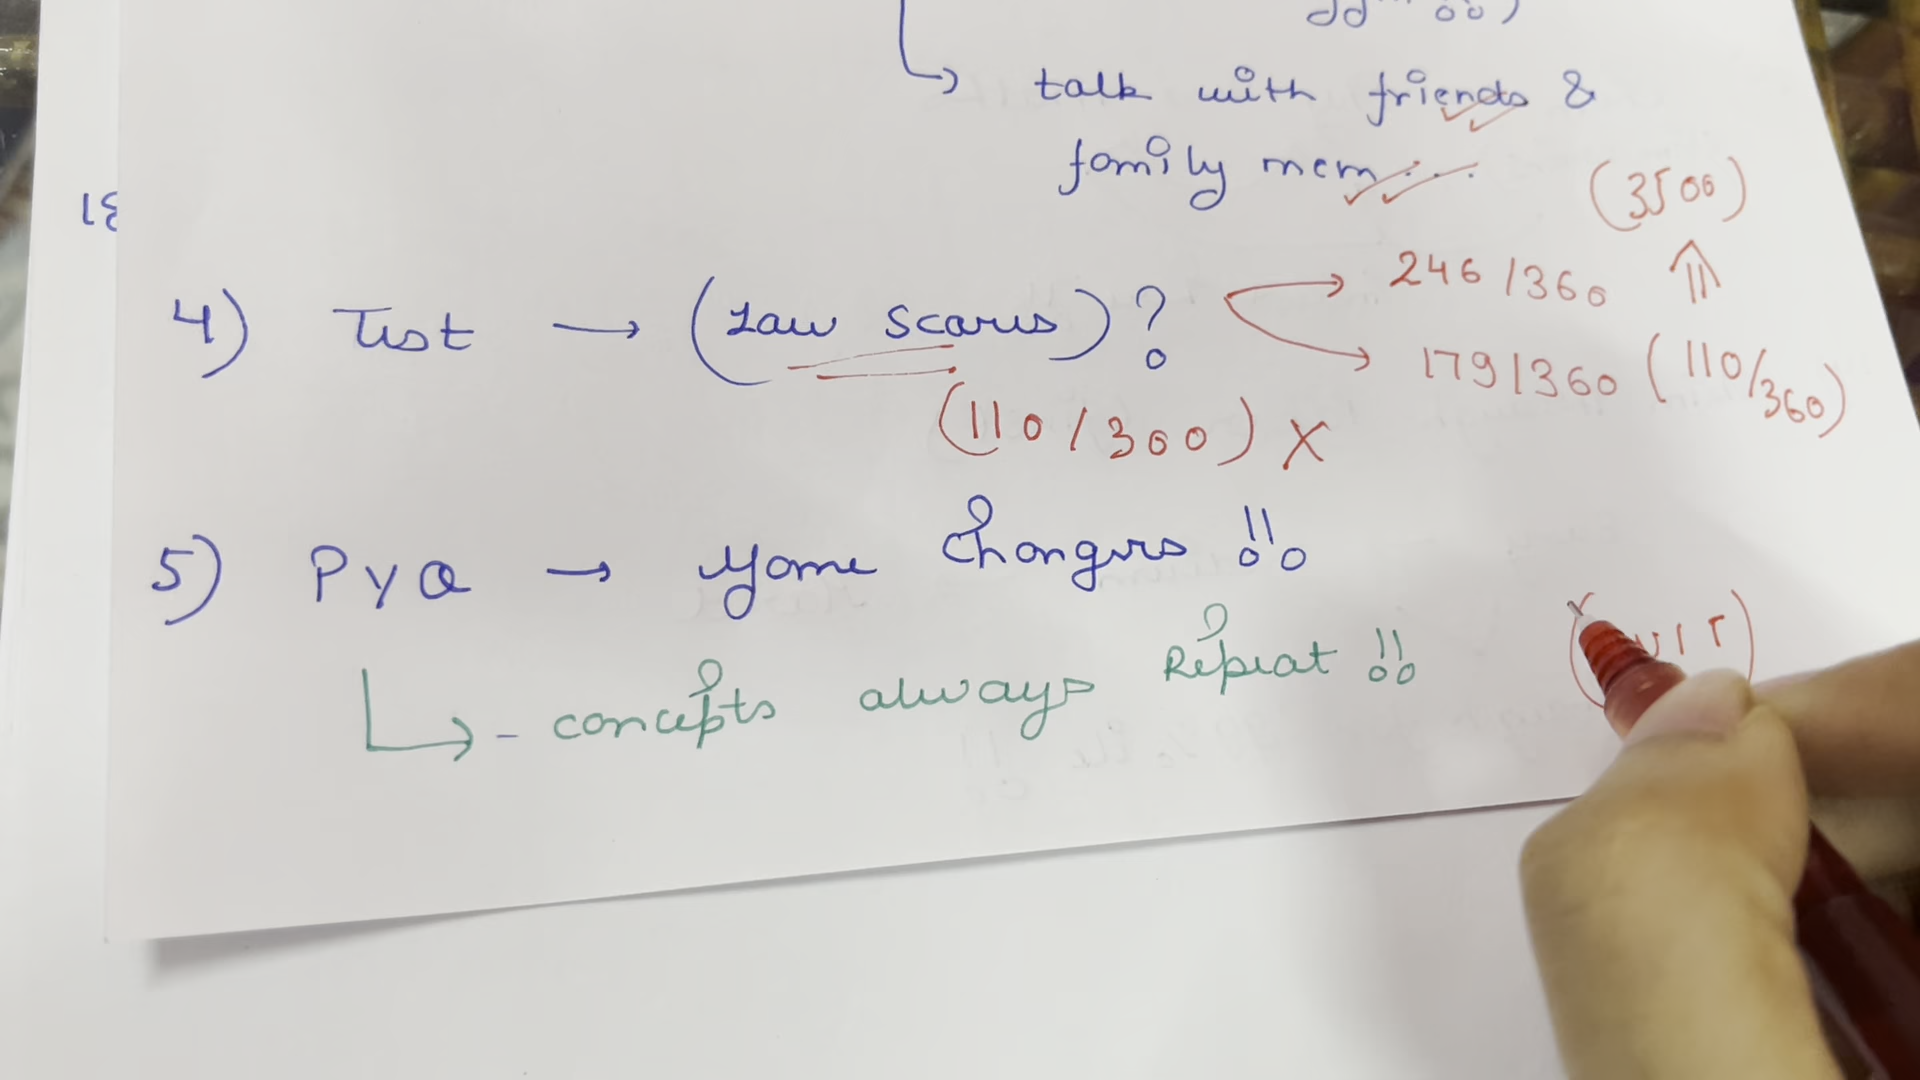 talk with friends &
family mem...
(3500)
4) Test → (Low scores)? → 246/360
→ 179/360 (110/360)
(110/360) X
5) PYQ → Game changers !!
↳ - concepts always Repeat !!